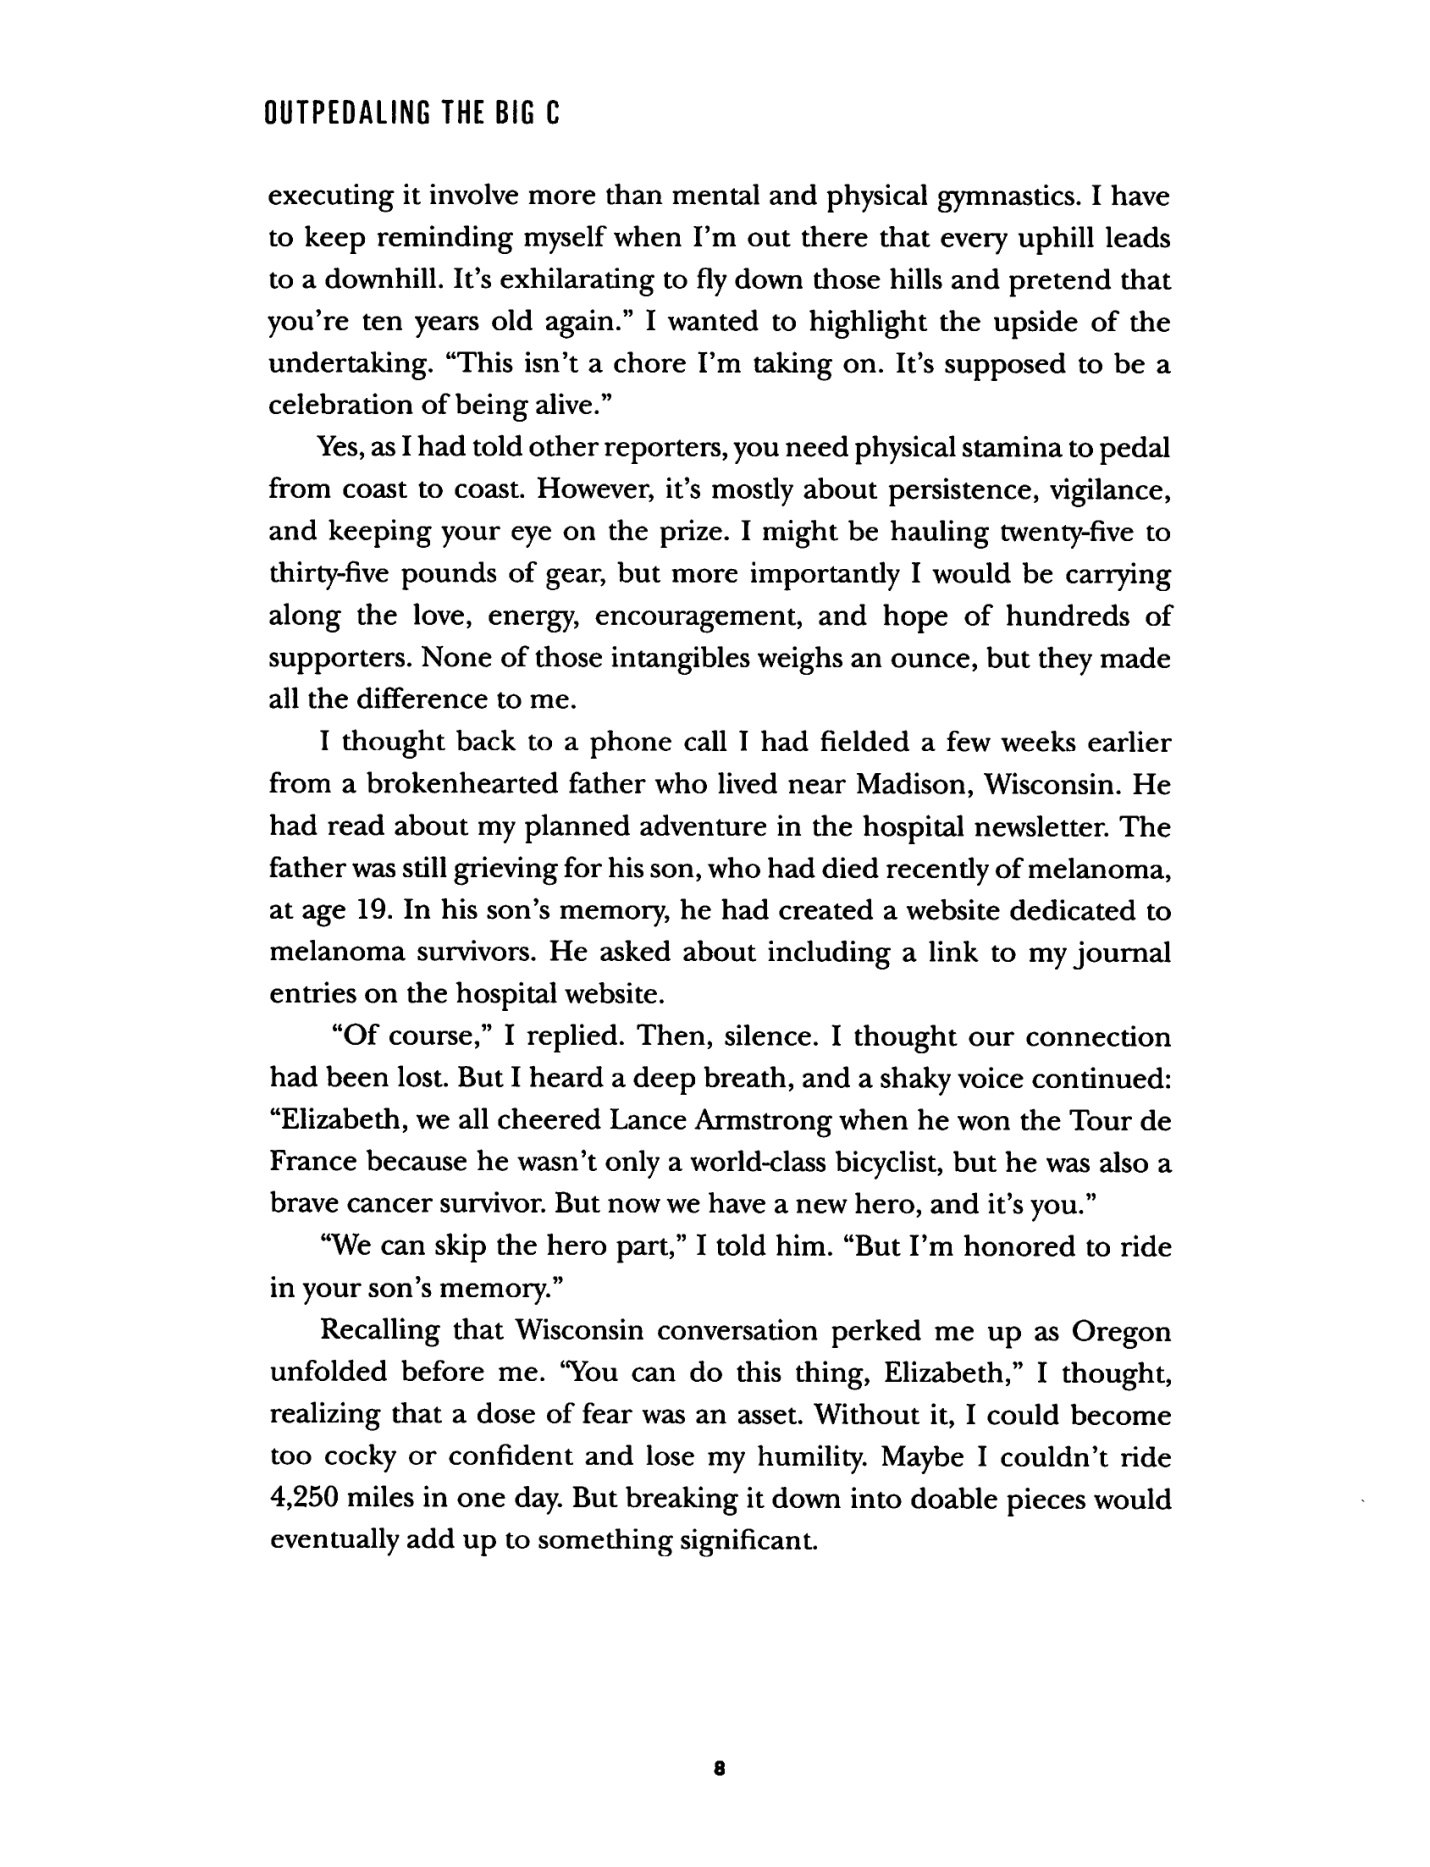 OUTPEDALING THE BIG C
executing it involve more than mental and physical gymnastics. I have
to keep reminding myself when I'm out there that every uphill leads
to a downhill. It's exhilarating to fly down those hills and pretend that
you're ten years old again.” I wanted to highlight the upside of the
undertaking. “This isn't a chore I'm taking on. It's supposed to be a
celebration of being alive.”
Yes, as I had told other reporters, you need physical stamina to pedal
from coast to coast. However, it's mostly about persistence, vigilance,
and keeping your eye on the prize. I might be hauling twenty-five to
thirty-five pounds of gear, but more importantly I would be carrying
along the love, energy, encouragement, and hope of hundreds of
supporters. None of those intangibles weighs an ounce, but they made
all the difference to me.
I thought back to a phone call I had fielded a few weeks earlier
from a brokenhearted father who lived near Madison, Wisconsin. He
had read about my planned adventure in the hospital newsletter. The
father was still grieving for his son, who had died recently of melanoma,
at age 19. In his son's memory, he had created a website dedicated to
melanoma survivors. He asked about including a link to my journal
entries on the hospital website.
“Of course,” I replied. Then, silence. I thought our connection
had been lost. But I heard a deep breath, and a shaky voice continued:
“Elizabeth, we all cheered Lance Armstrong when he won the Tour de
France because he wasn't only a world-class bicyclist, but he was also a
brave cancer survivor. But now we have a new hero, and it's you.”
“We can skip the hero part,” I told him. “But I'm honored to ride
in your son's memory.”
Recalling that Wisconsin conversation perked me up as Oregon
unfolded before me. “You can do this thing, Elizabeth,” I thought,
realizing that a dose of fear was an asset. Without it, I could become
too cocky or confident and lose my humility. Maybe I couldn't ride
4,250 miles in one day. But breaking it down into doable pieces would
eventually add up to something significant.
8